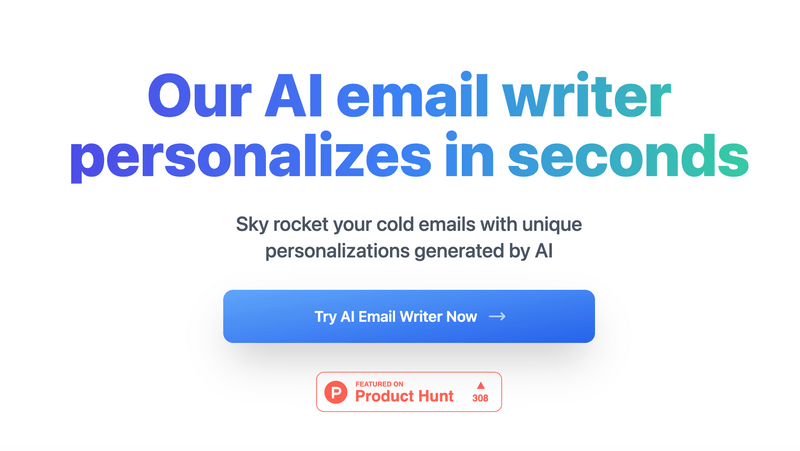 Our AI email writer
personalizes in seconds
Sky rocket your cold emails with unique
personalizations generated by AI
Try AI Email Writer Now →
P
FEATURED ON
Product Hunt
▲
308